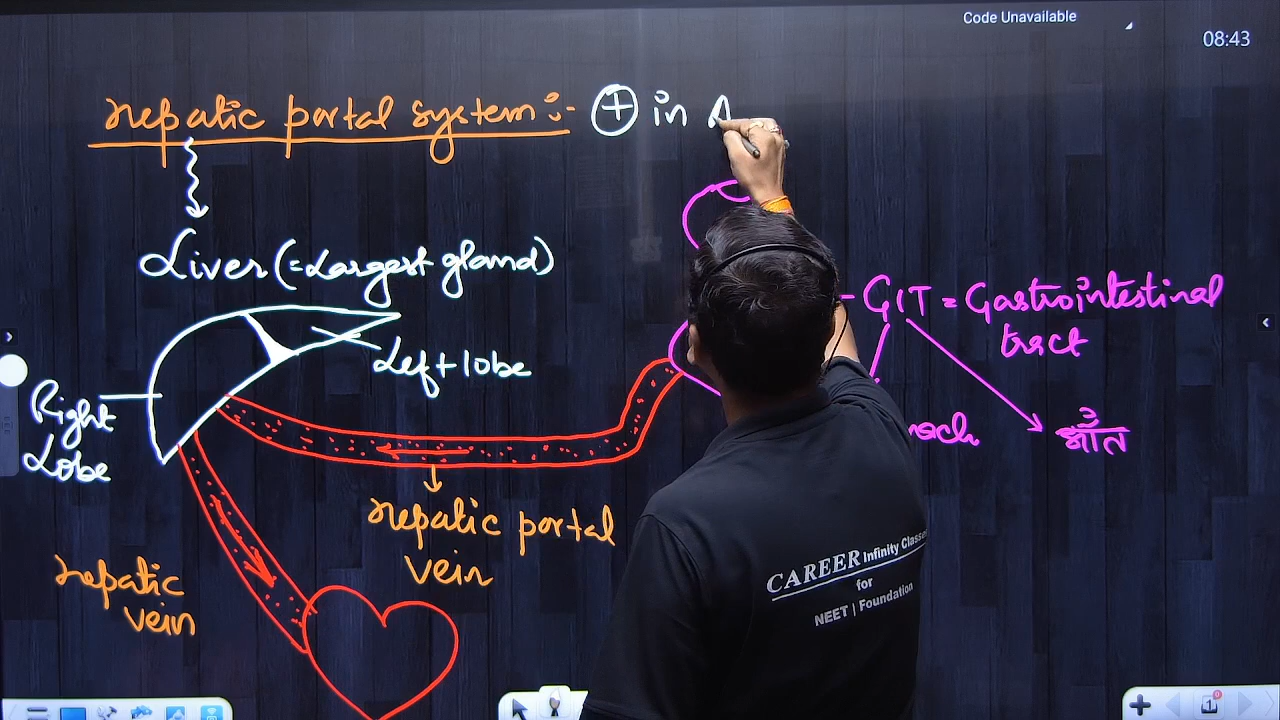 Code Unavailable
08:43
Hepatic portal system :- ⊕ in A
Liver (=Largest gland)
GIT = Gastrointestinal
tract
Left lobe
Right
Lobe
आँत
Hepatic portal
vein
Hepatic
vein
CAREER Infinity Classes
for
NEET | Foundation